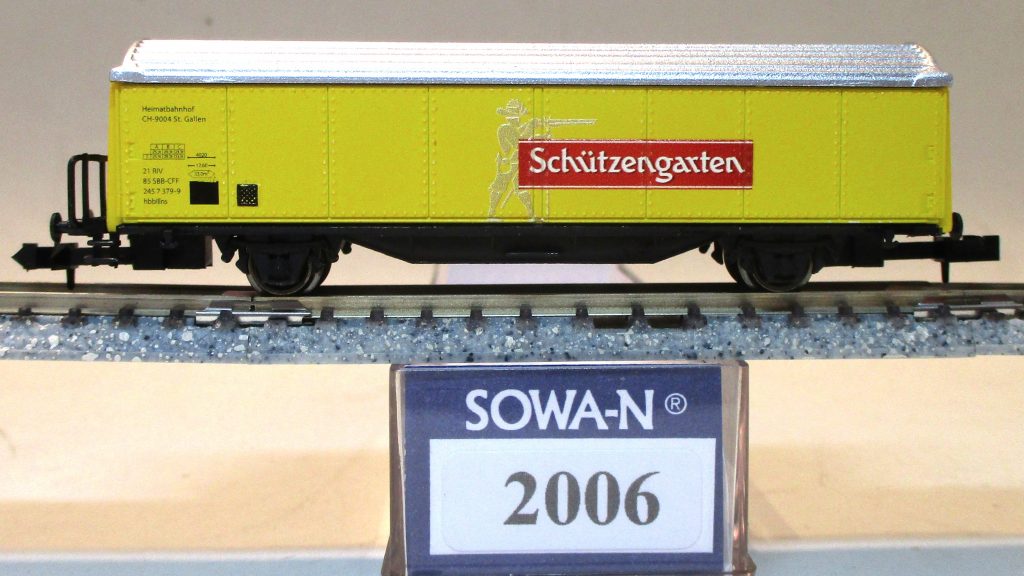 Heimatbahnhof
CH-9004 St. Gallen
A B C
21 RIV
85 SBB-CFF
245 7 379-9
hbbillns
Schützengarten
SOWA-N ®
2006